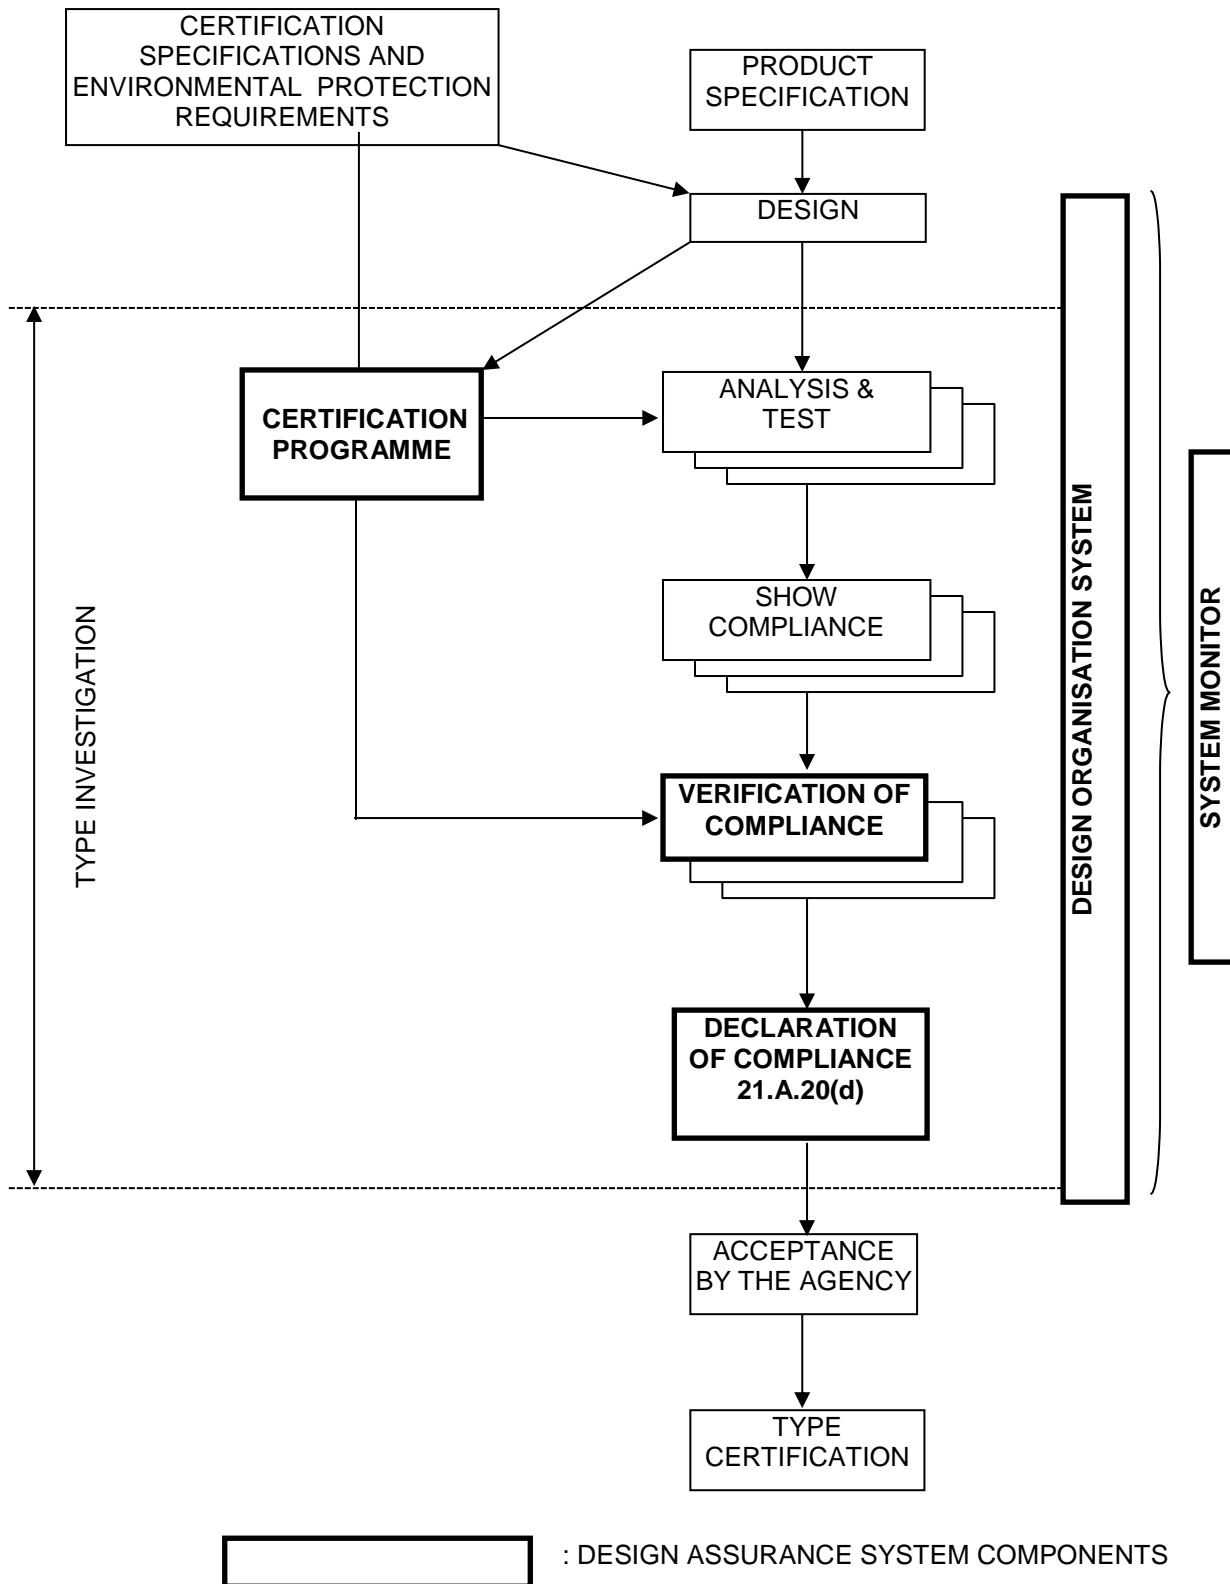 CERTIFICATION
SPECIFICATIONS AND
ENVIRONMENTAL PROTECTION
REQUIREMENTS
PRODUCT
SPECIFICATION
DESIGN
CERTIFICATION
PROGRAMME
ANALYSIS &
TEST
SHOW
COMPLIANCE
VERIFICATION OF
COMPLIANCE
DECLARATION
OF COMPLIANCE
21.A.20(d)
ACCEPTANCE
BY THE AGENCY
TYPE
CERTIFICATION
TYPE INVESTIGATION
DESIGN ORGANISATION SYSTEM
SYSTEM MONITOR
: DESIGN ASSURANCE SYSTEM COMPONENTS